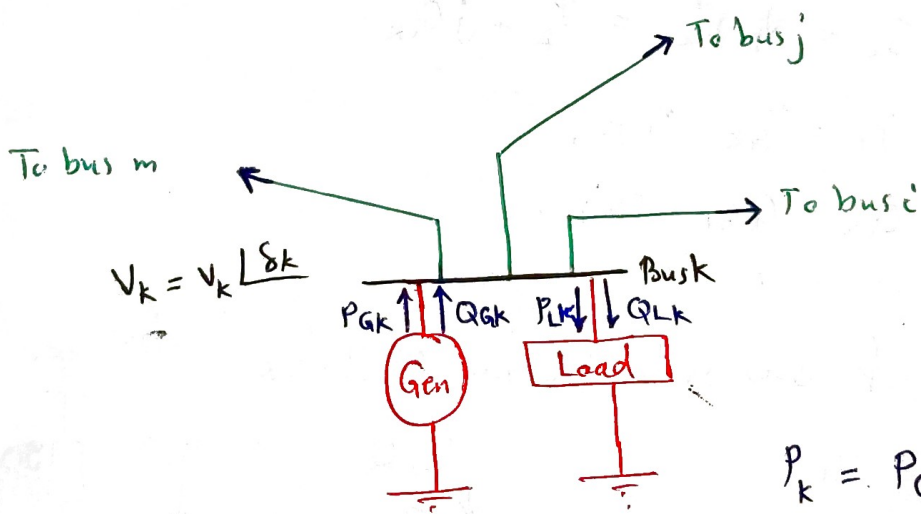 To bus j
To bus m
To bus i
Vk = Vk∠δk
Bus k
PGk QGk PLk QLk
Gen
Load
Pk =